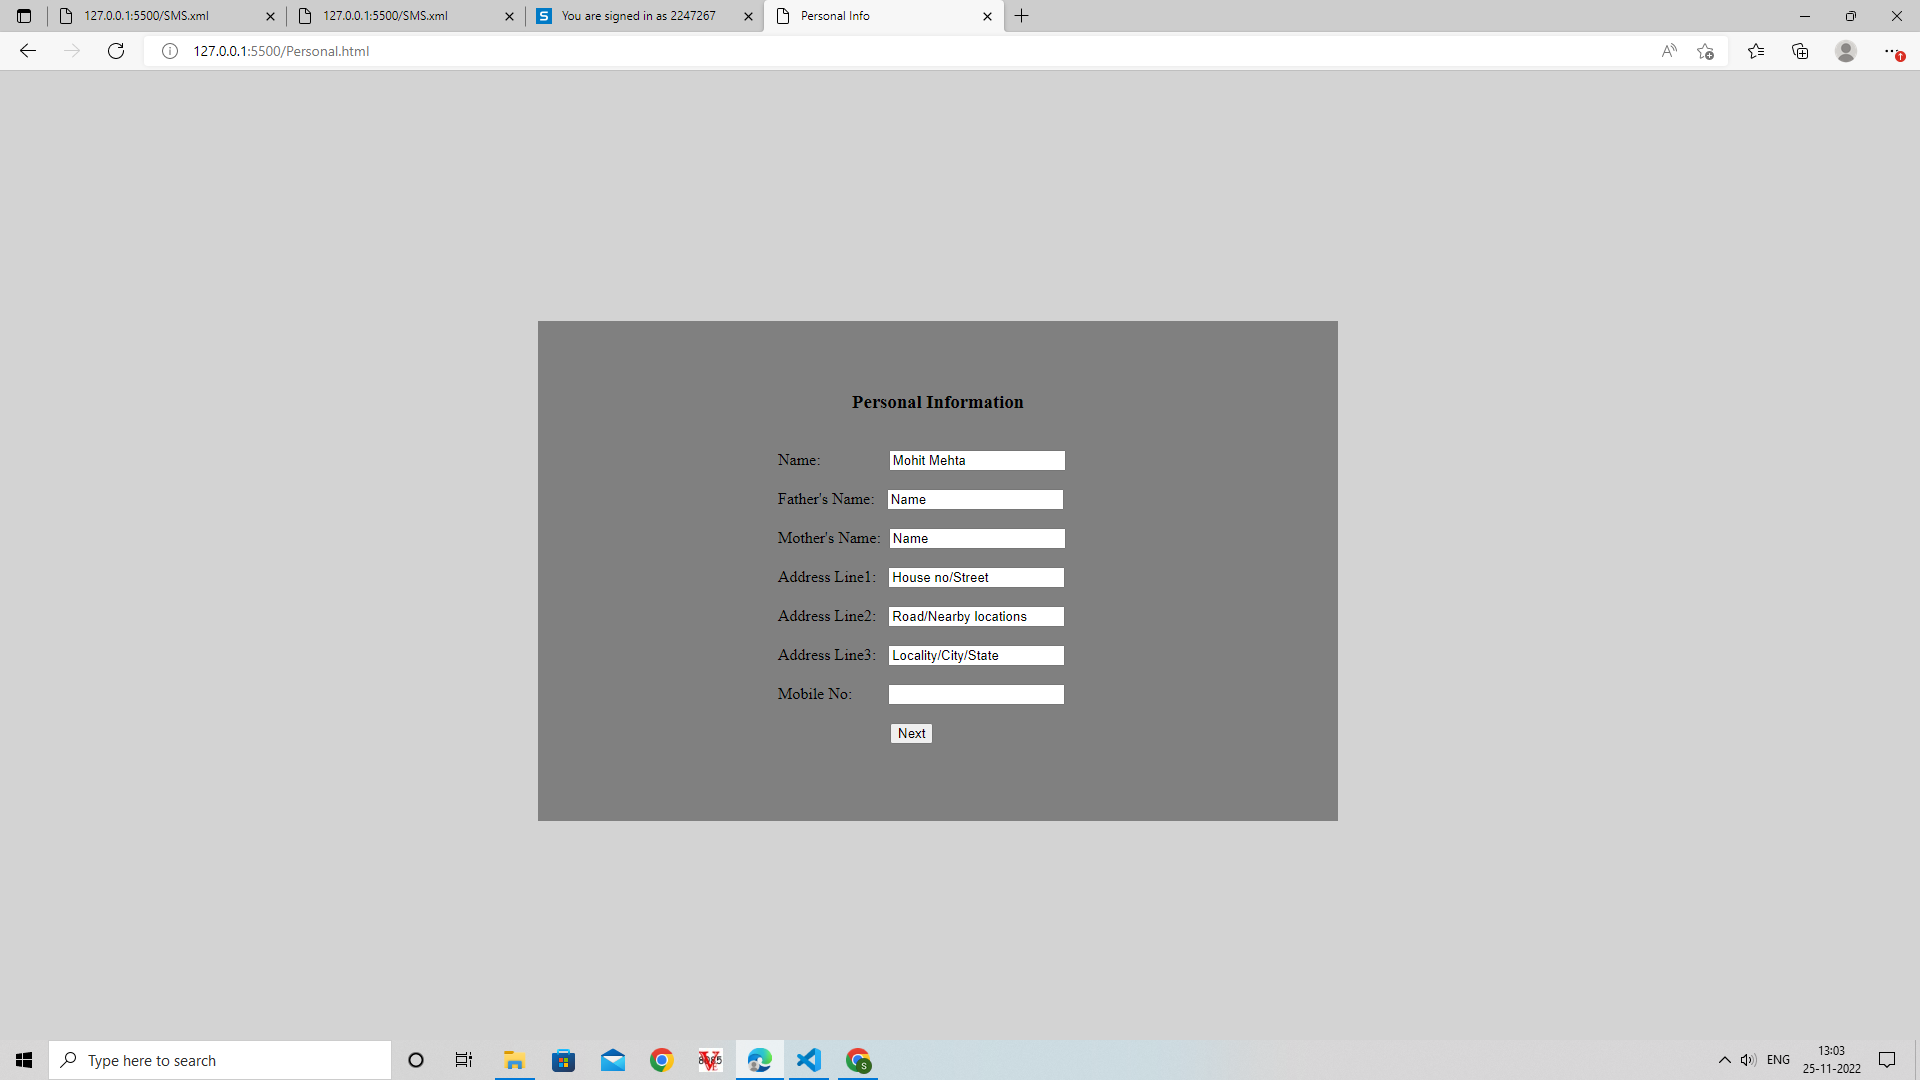 127.0.0.1:5500/SMS.xml
127.0.0.1:5500/SMS.xml
S You are signed in as 2247267
Personal Info
127.0.0.1:5500/Personal.html
Personal Information
Name: Mohit Mehta
Father's Name: Name
Mother's Name: Name
Address Line1: House no/Street
Address Line2: Road/Nearby locations
Address Line3: Locality/City/State
Mobile No:
Next
Type here to search
8085
S
ENG
13:03
25-11-2022